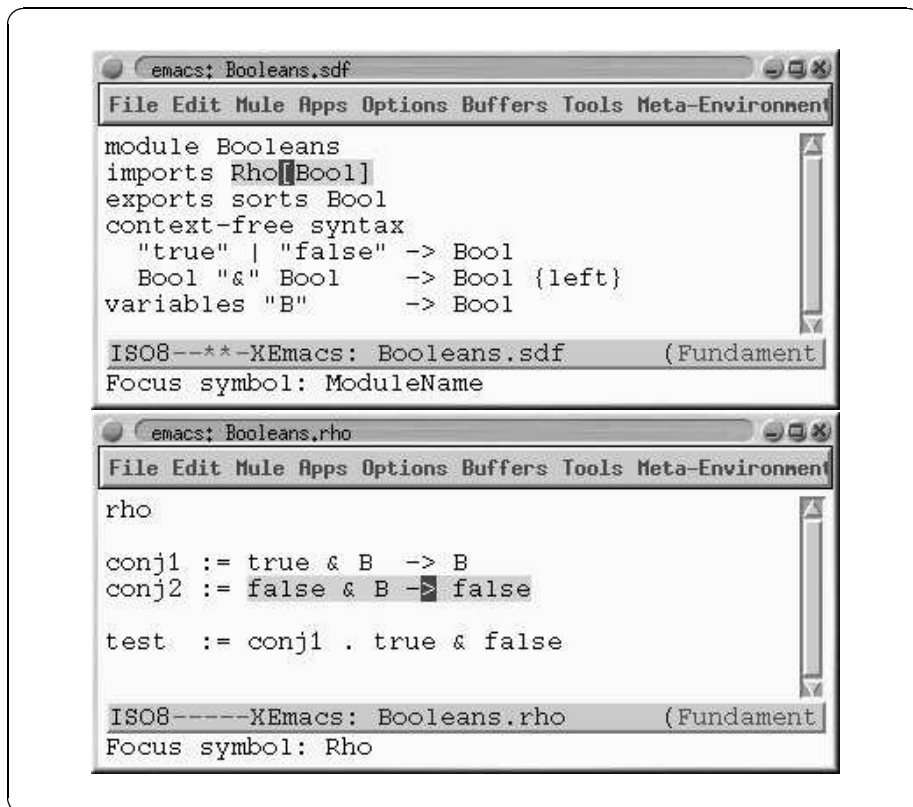 emacs: Booleans.sdf
File Edit Mule Apps Options Buffers Tools Meta-Environment
module Booleans
imports Rho[Bool]
exports sorts Bool
context-free syntax
"true" | "false" -> Bool
Bool "&" Bool -> Bool {left}
variables "B" -> Bool
ISO8--**-XEmacs: Booleans.sdf (Fundament
Focus symbol: ModuleName
emacs: Booleans.rho
File Edit Mule Apps Options Buffers Tools Meta-Environment
rho
conj1 := true & B -> B
conj2 := false & B -> false
test := conj1 . true & false
ISO8-----XEmacs: Booleans.rho (Fundament
Focus symbol: Rho